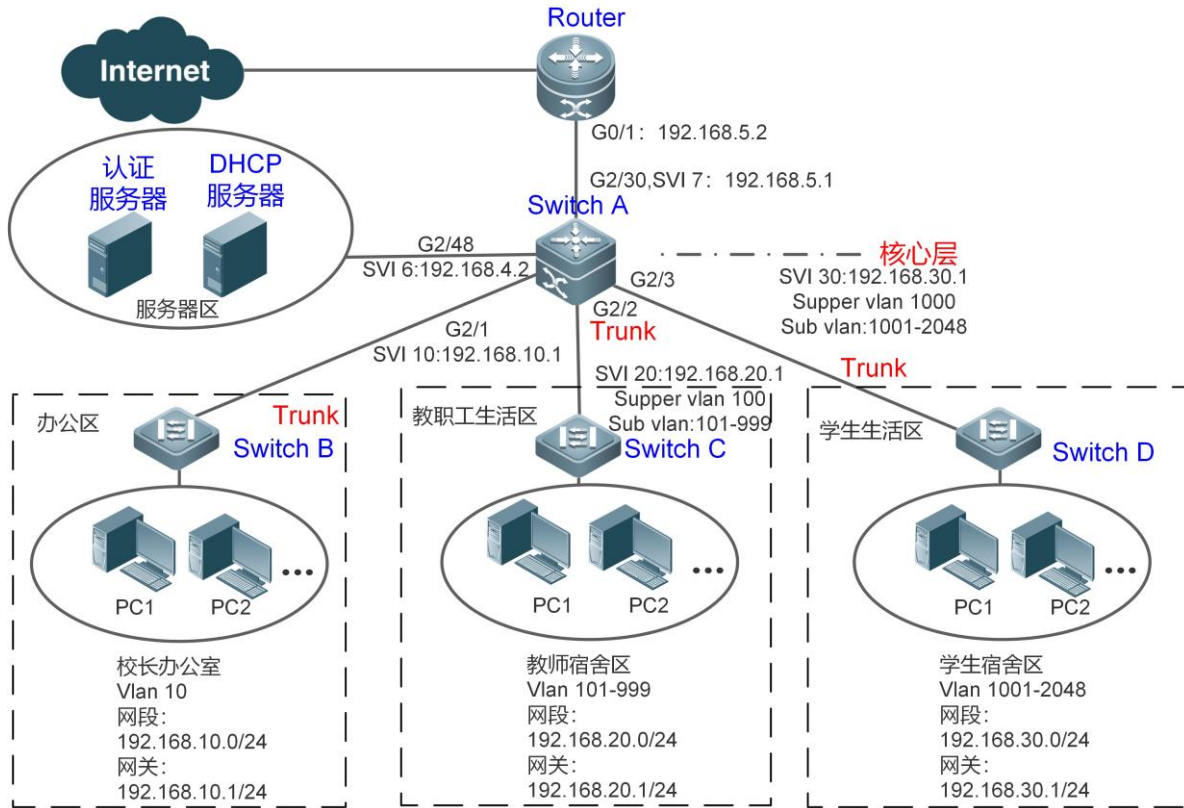 Router
Internet
G0/1：192.168.5.2
认证
服务器
DHCP
服务器
G2/30,SVI 7：192.168.5.1
Switch A
G2/48
SVI 6:192.168.4.2
服务器区
核心层
SVI 30:192.168.30.1
Supper vlan 1000
Sub vlan:1001-2048
G2/3
G2/2
Trunk
G2/1
SVI 10:192.168.10.1
Trunk
SVI 20:192.168.20.1
Supper vlan 100
Sub vlan:101-999
办公区
Trunk
Switch B
教职工生活区
Switch C
学生生活区
Switch D
PC1
PC2
...
PC1
PC2
...
PC1
PC2
...
校长办公室
Vlan 10
网段：
192.168.10.0/24
网关：
192.168.10.1/24
教师宿舍区
Vlan 101-999
网段：
192.168.20.0/24
网关：
192.168.20.1/24
学生宿舍区
Vlan 1001-2048
网段：
192.168.30.0/24
网关：
192.168.30.1/24